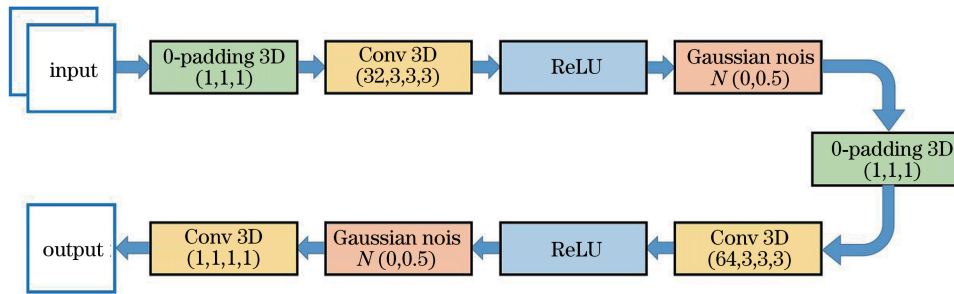 input
0-padding 3D
(1,1,1)
Conv 3D
(32,3,3,3)
ReLU
Gaussian nois
N (0,0.5)
0-padding 3D
(1,1,1)
Conv 3D
(64,3,3,3)
ReLU
Gaussian nois
N (0,0.5)
Conv 3D
(1,1,1,1)
output